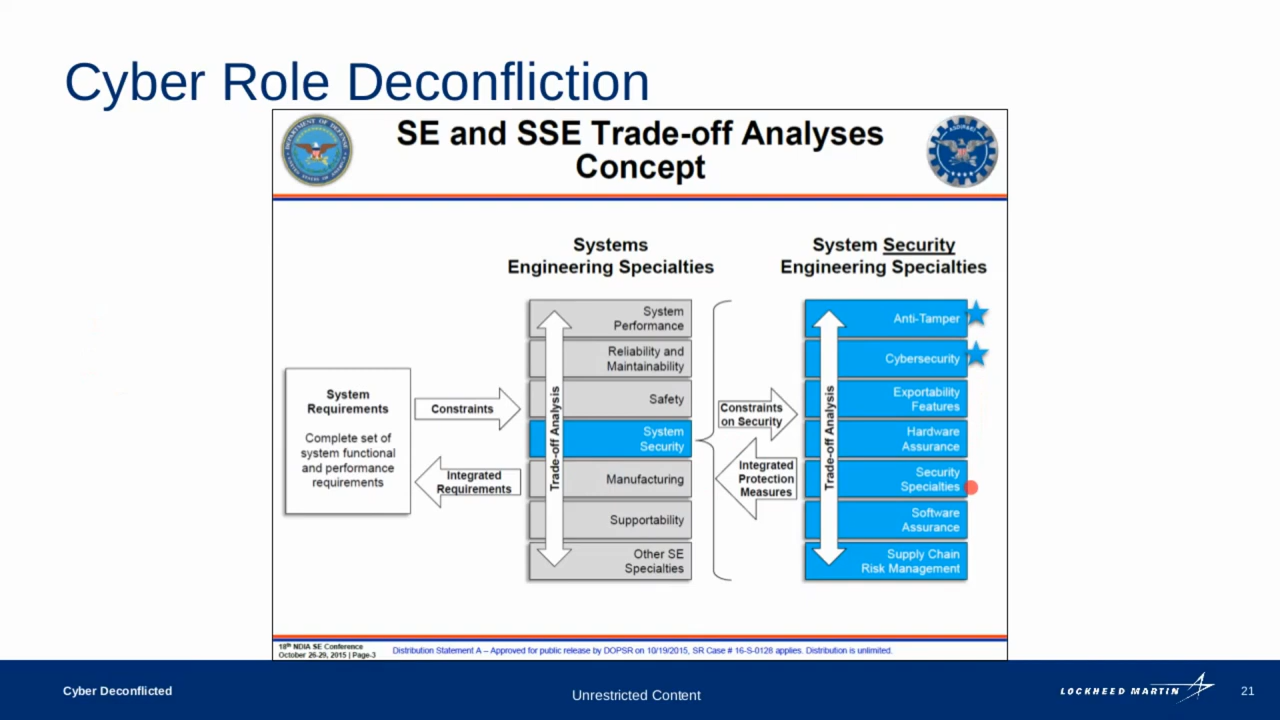 Cyber Role Deconfliction
SE and SSE Trade-off Analyses
Concept
Systems
Engineering Specialties
System Security
Engineering Specialties
System
Requirements
Complete set of
system functional
and performance
requirements
Constraints
Integrated
Requirements
Trade-off Analysis
System
Performance
Reliability and
Maintainability
Safety
System
Security
Manufacturing
Supportability
Other SE
Specialties
Constraints
on Security
Integrated
Protection
Measures
Trade-off Analysis
Anti-Tamper
Cybersecurity
Exportability
Features
Hardware
Assurance
Security
Specialties
Software
Assurance
Supply Chain
Risk Management
18th NDIA SE Conference
October 26-29, 2015 | Page-3
Distribution Statement A – Approved for public release by DOPSR on 10/19/2015, SR Case # 16-S-0128 applies. Distribution is unlimited.
Cyber Deconflicted
Unrestricted Content
LOCKHEED MARTIN
21